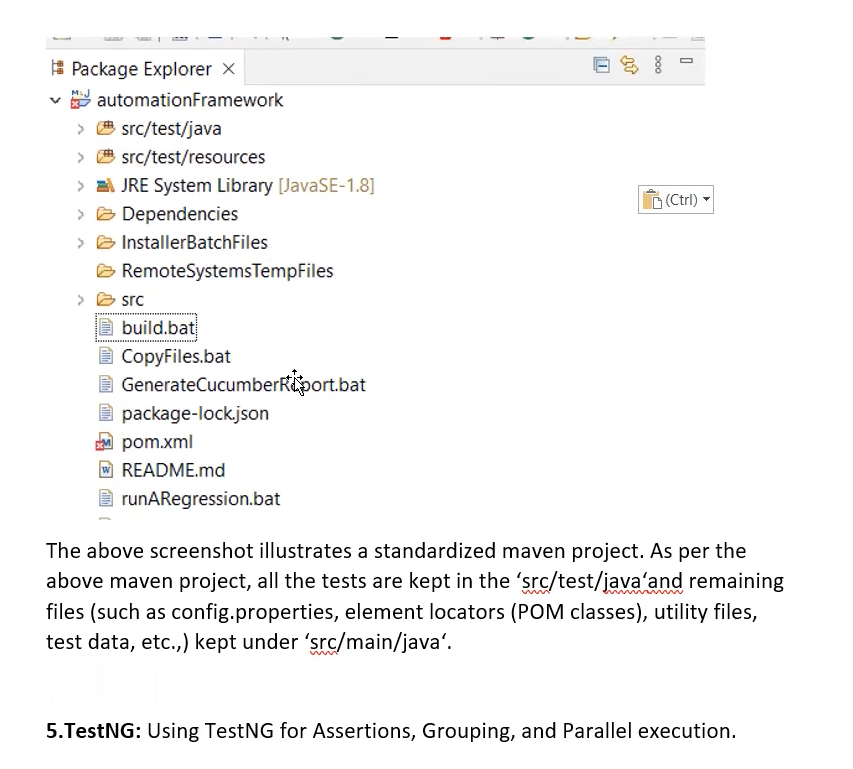 Package Explorer
automationFramework
src/test/java
src/test/resources
JRE System Library [JavaSE-1.8]
(Ctrl)
Dependencies
InstallerBatchFiles
RemoteSystemsTempFiles
src
build.bat
CopyFiles.bat
GenerateCucumberReport.bat
package-lock.json
pom.xml
README.md
runARegression.bat
The above screenshot illustrates a standardized maven project. As per the
above maven project, all the tests are kept in the ‘src/test/java‘and remaining
files (such as config.properties, element locators (POM classes), utility files,
test data, etc.,) kept under ‘src/main/java‘.
5.TestNG: Using TestNG for Assertions, Grouping, and Parallel execution.